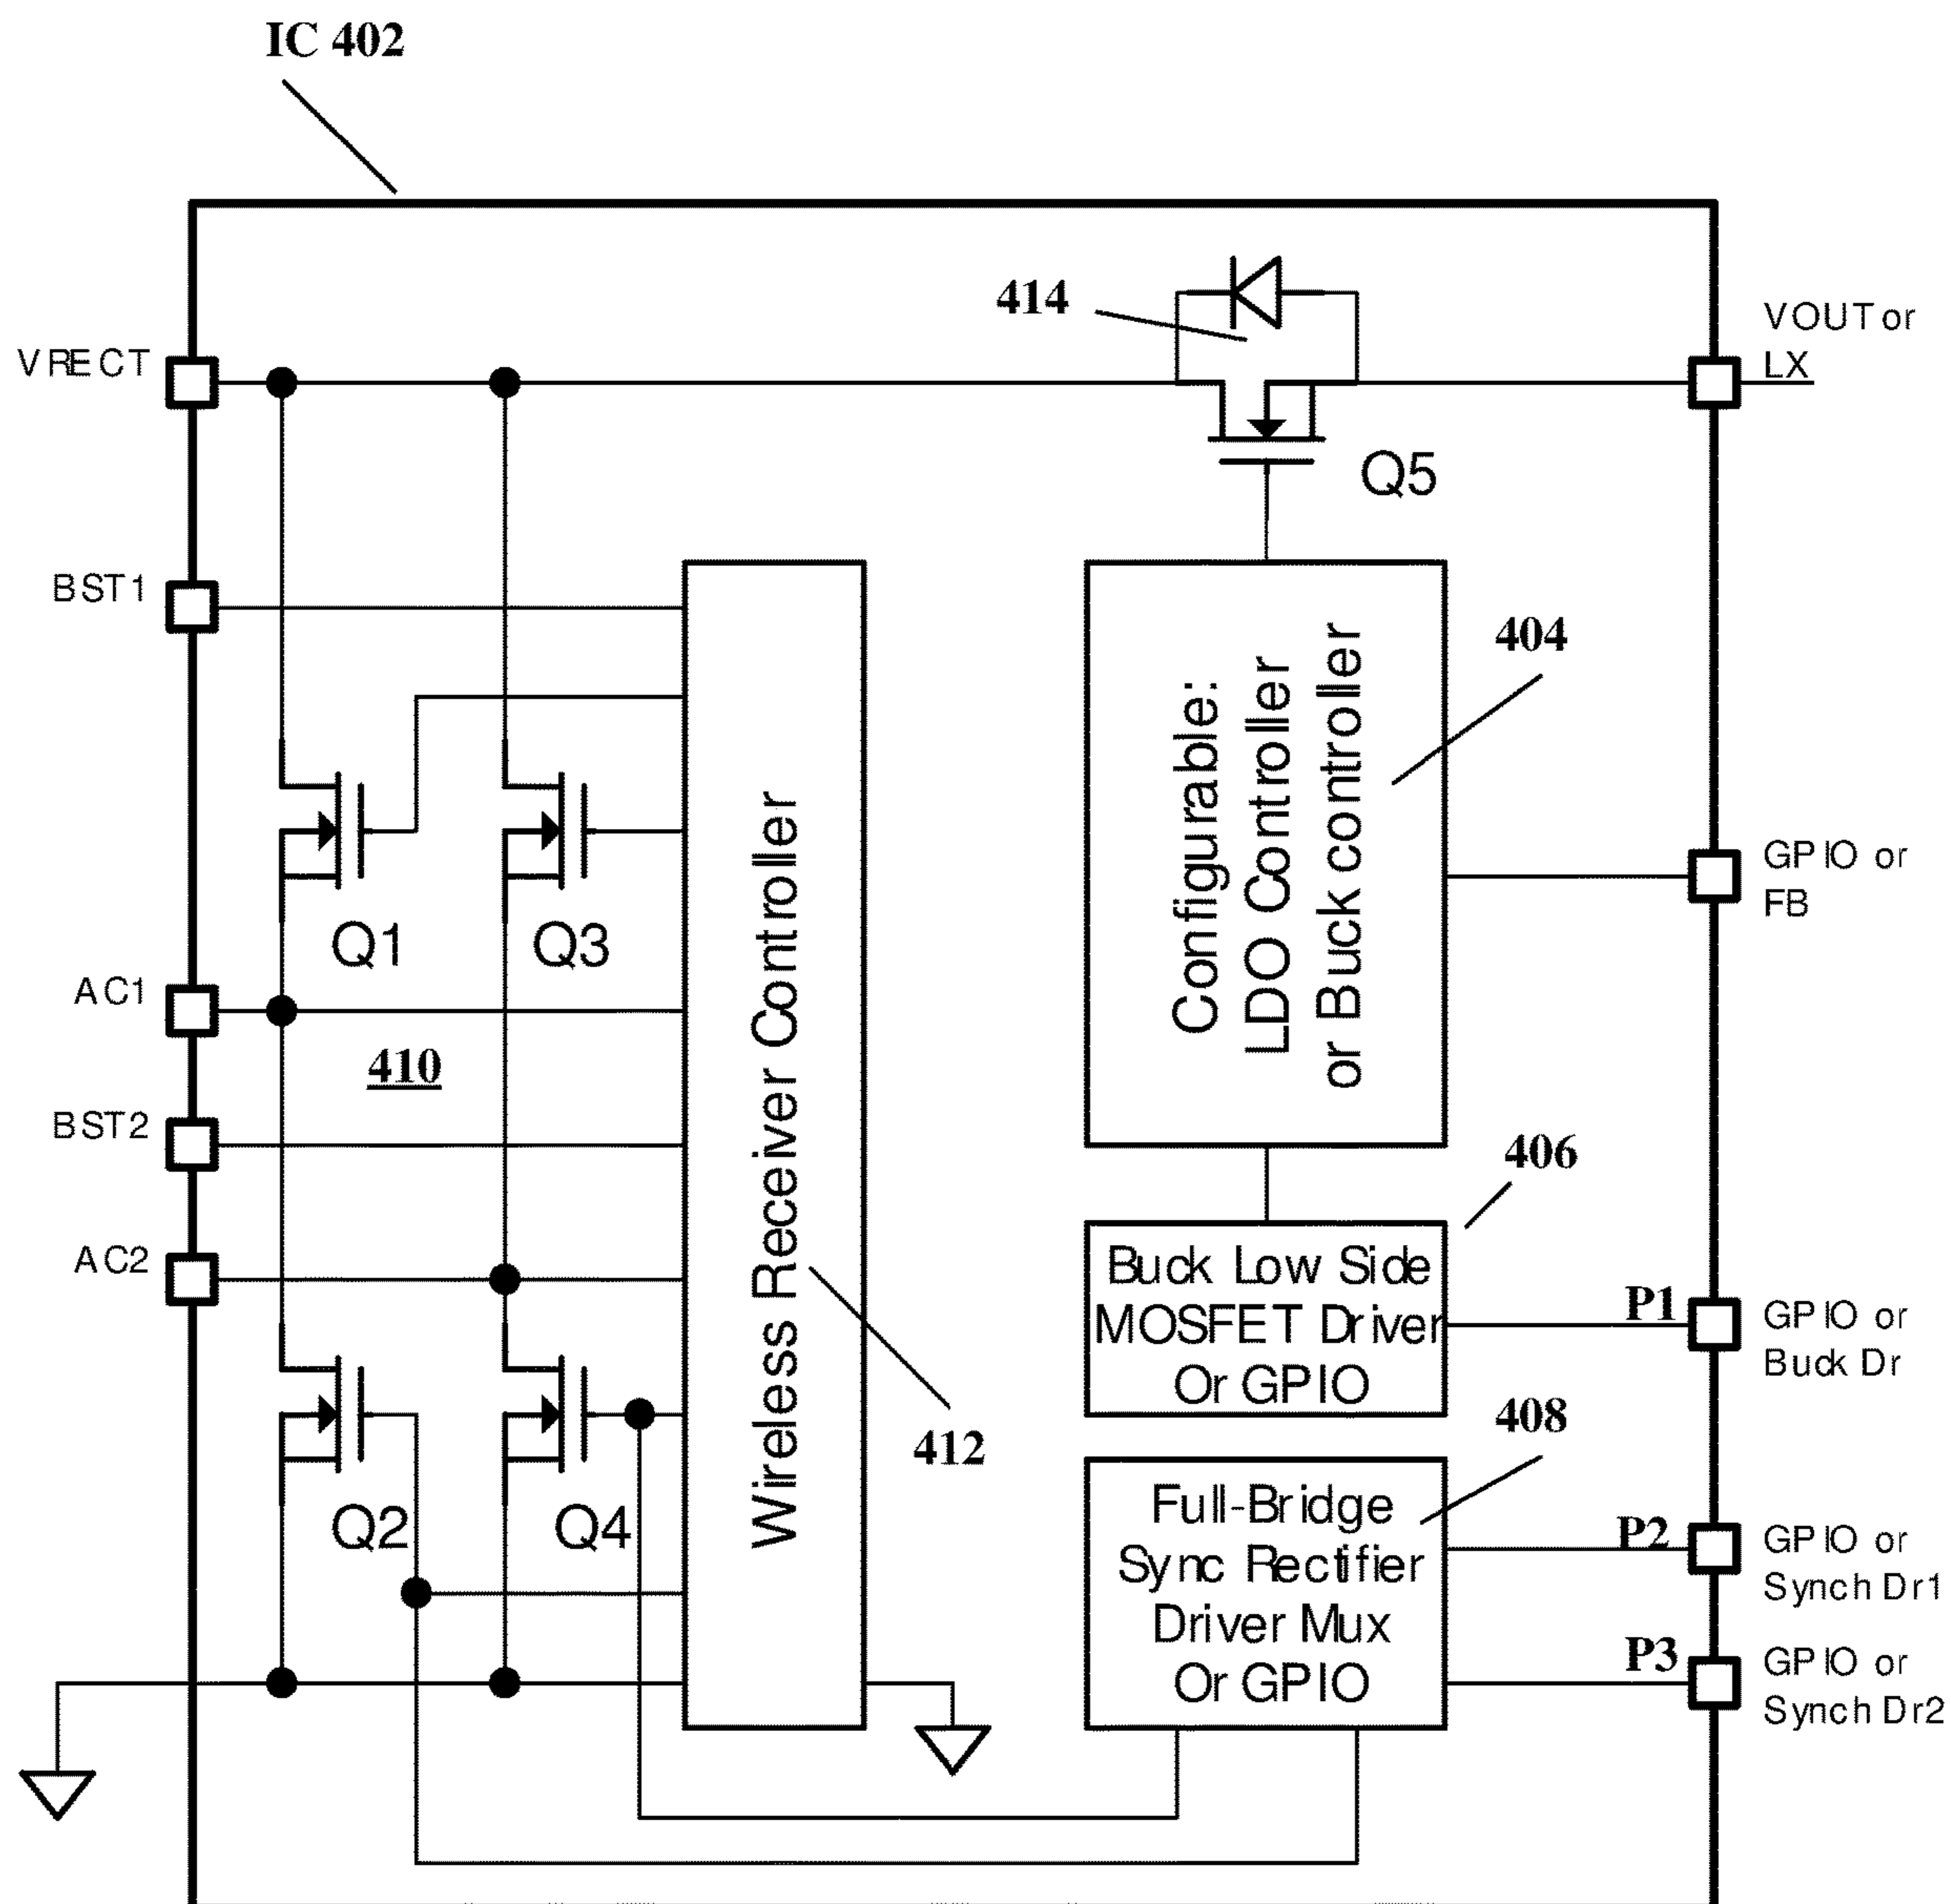 IC 402
414
VOUT or
LX
VRECT
Q5
BST1
404
Configurable:
LDO Controller
or Buck controller
Wireless Receiver Controller
GPIO or
FB
Q1
Q3
AC1
410
BST2
406
AC2
Buck Low Side
MOSFET Driver
Or GPIO
P1
GPIO or
Buck Dr
412
408
Q2
Q4
Full-Bridge
Sync Rectifier
Driver Mux
Or GPIO
P2
GPIO or
Synch Dr1
P3
GPIO or
Synch Dr2